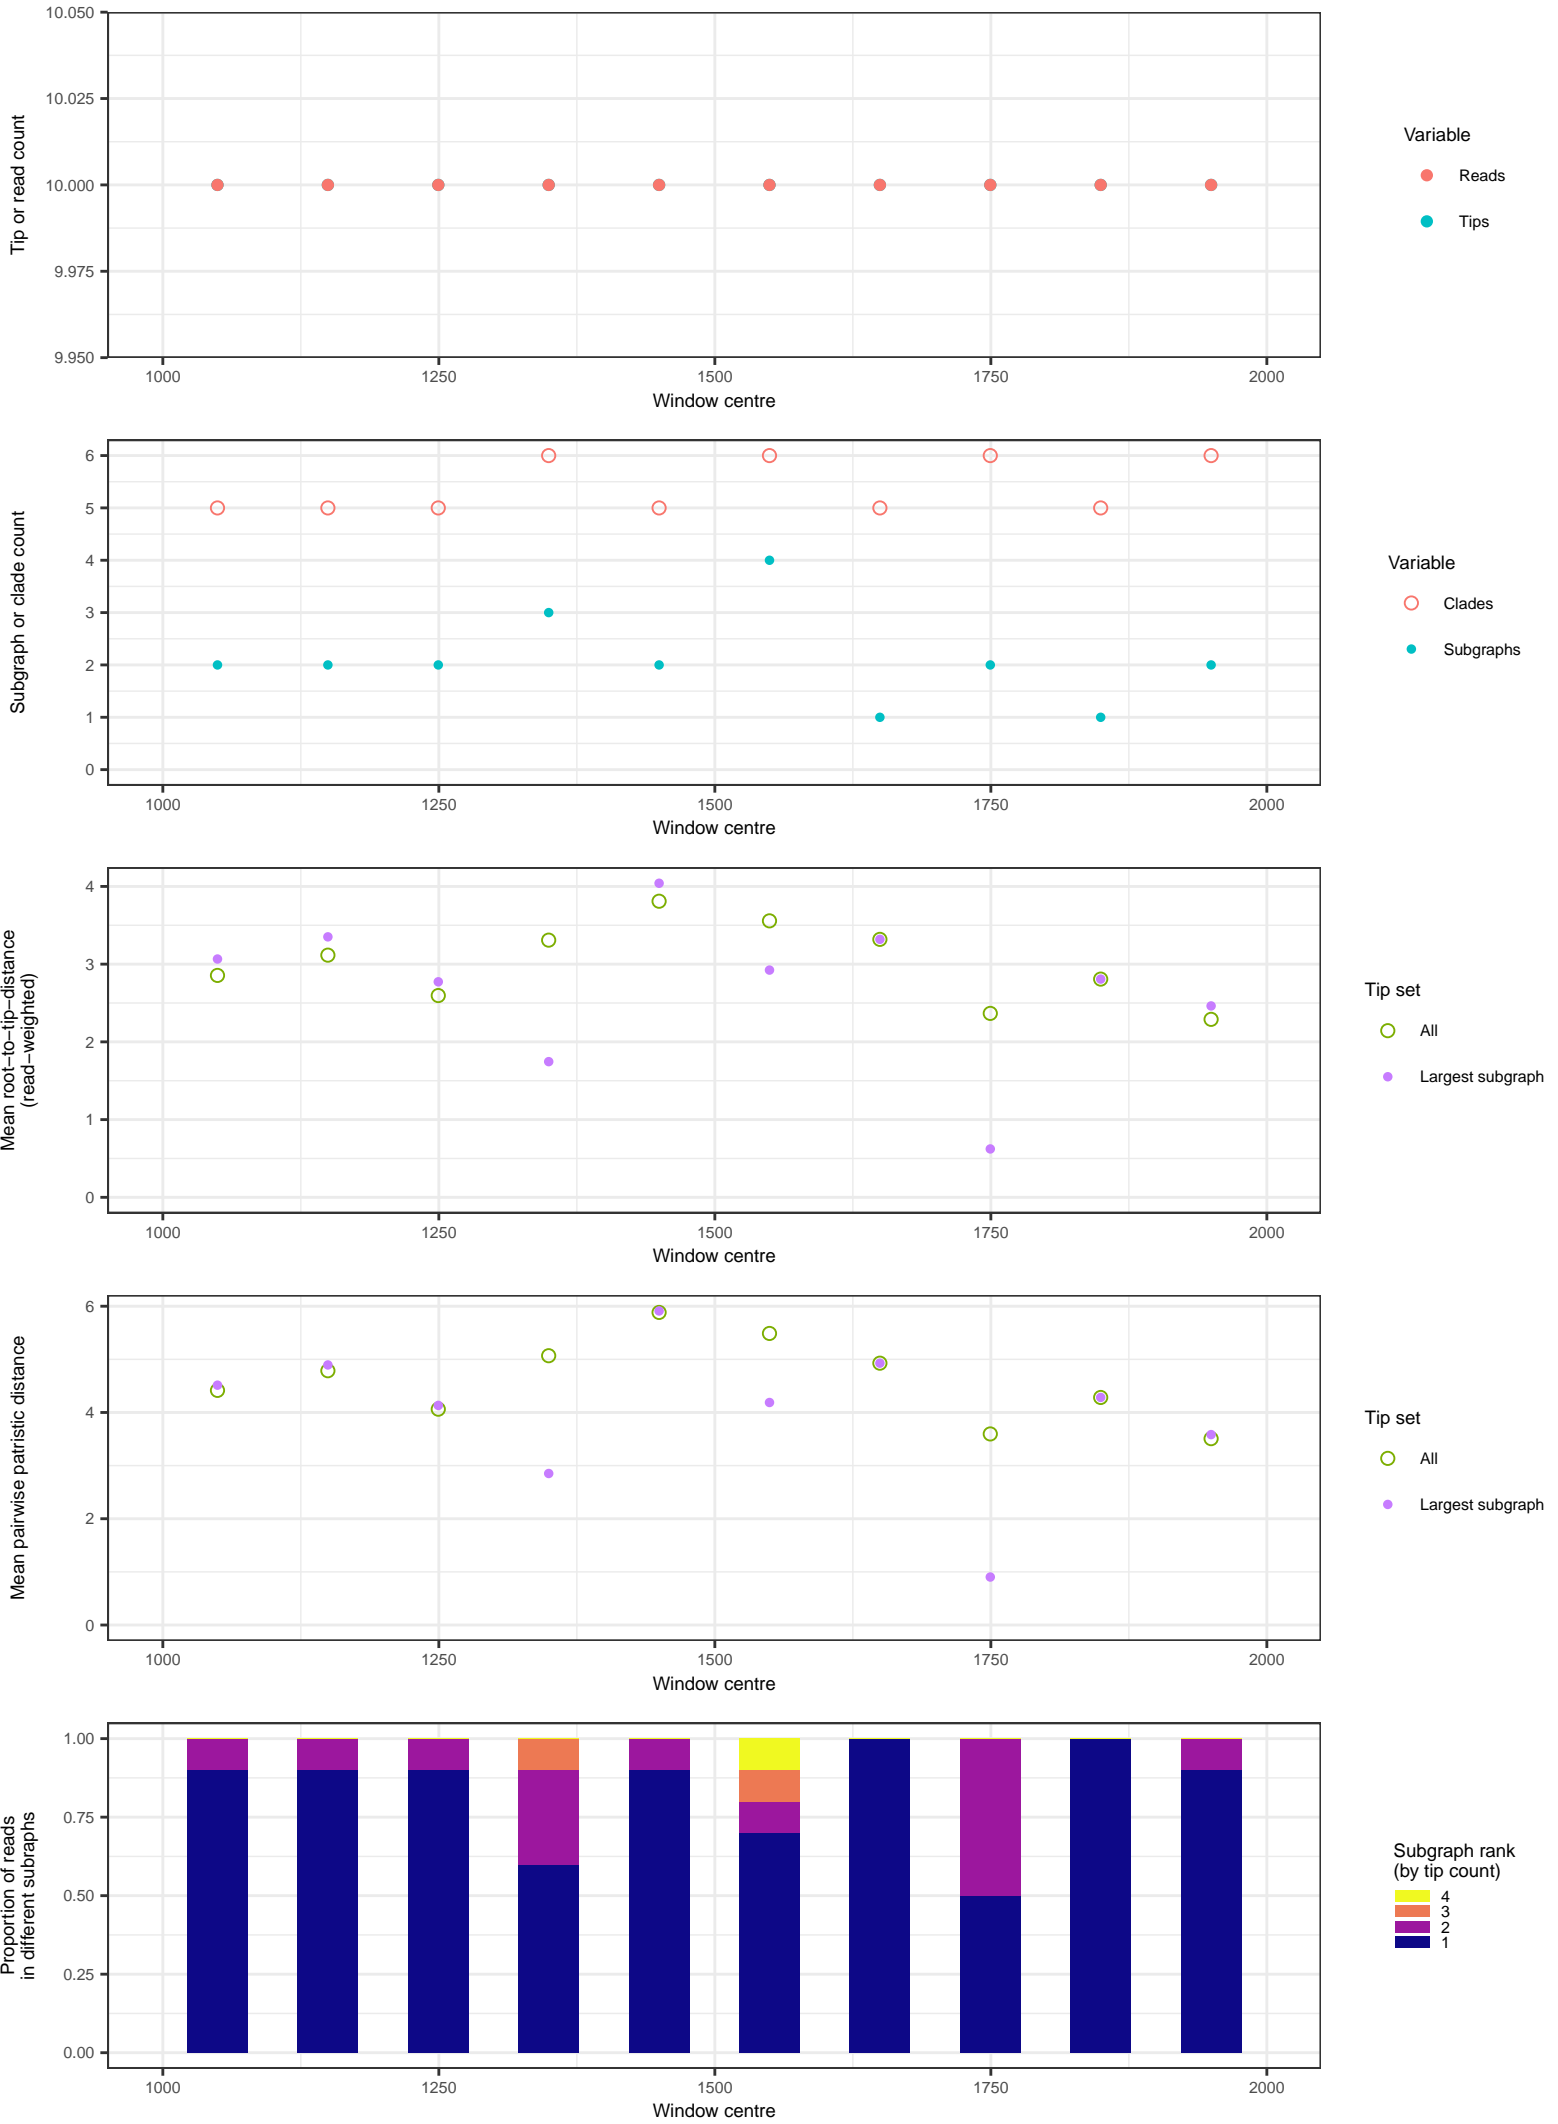 10.050
10.025
10.000
9.975
9.950
Tip or read count
1000 1250 1500 1750 2000
Window centre
Variable
Reads
Tips
6
5
4
3
2
1
0
Subgraph or clade count
1000 1250 1500 1750 2000
Window centre
Variable
Clades
Subgraphs
4
3
2
1
0
Mean root−to−tip−distance
(read−weighted)
1000 1250 1500 1750 2000
Window centre
Tip set
All
Largest subgraph
6
4
2
0
Mean pairwise patristic distance
1000 1250 1500 1750 2000
Window centre
Tip set
All
Largest subgraph
1.00
0.75
0.50
0.25
0.00
Proportion of reads
in different subraphs
1000 1250 1500 1750 2000
Window centre
Subgraph rank
(by tip count)
4
3
2
1